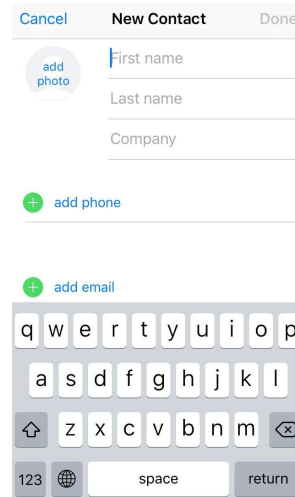 Cancel New Contact Done
add
photo
First name
Last name
Company
add phone
add email
q w e r t y u i o p
a s d f g h j k l
z x c v b n m
123 space return